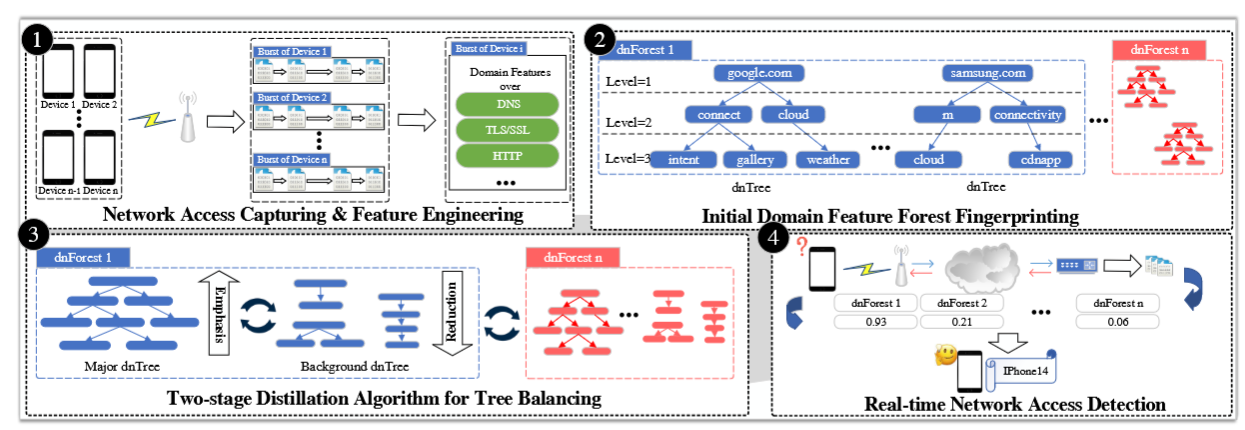 1
Device 1 Device 2
Device n-1 Device n
Burst of Device 1
Burst of Device 2
Burst of Device n
Burst of Device i
Domain Features
over
DNS
TLS/SSL
HTTP
Network Access Capturing & Feature Engineering
2
dnForest 1
dnForest n
Level=1
google.com
samsung.com
Level=2
connect
cloud
m
connectivity
Level=3
intent
gallery
weather
cloud
cdnapp
dnTree
dnTree
Initial Domain Feature Forest Fingerprinting
3
dnForest 1
dnForest n
Emphasis
Reduction
Major dnTree
Background dnTree
Two-stage Distillation Algorithm for Tree Balancing
4
?
dnForest 1
dnForest 2
dnForest n
0.93
0.21
0.06
IPhone14
Real-time Network Access Detection